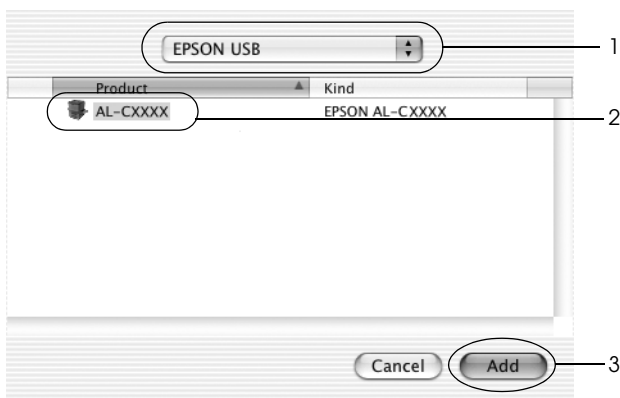 EPSON USB
1
Product Kind
AL-CXXXX EPSON AL-CXXXX
2
Cancel Add
3